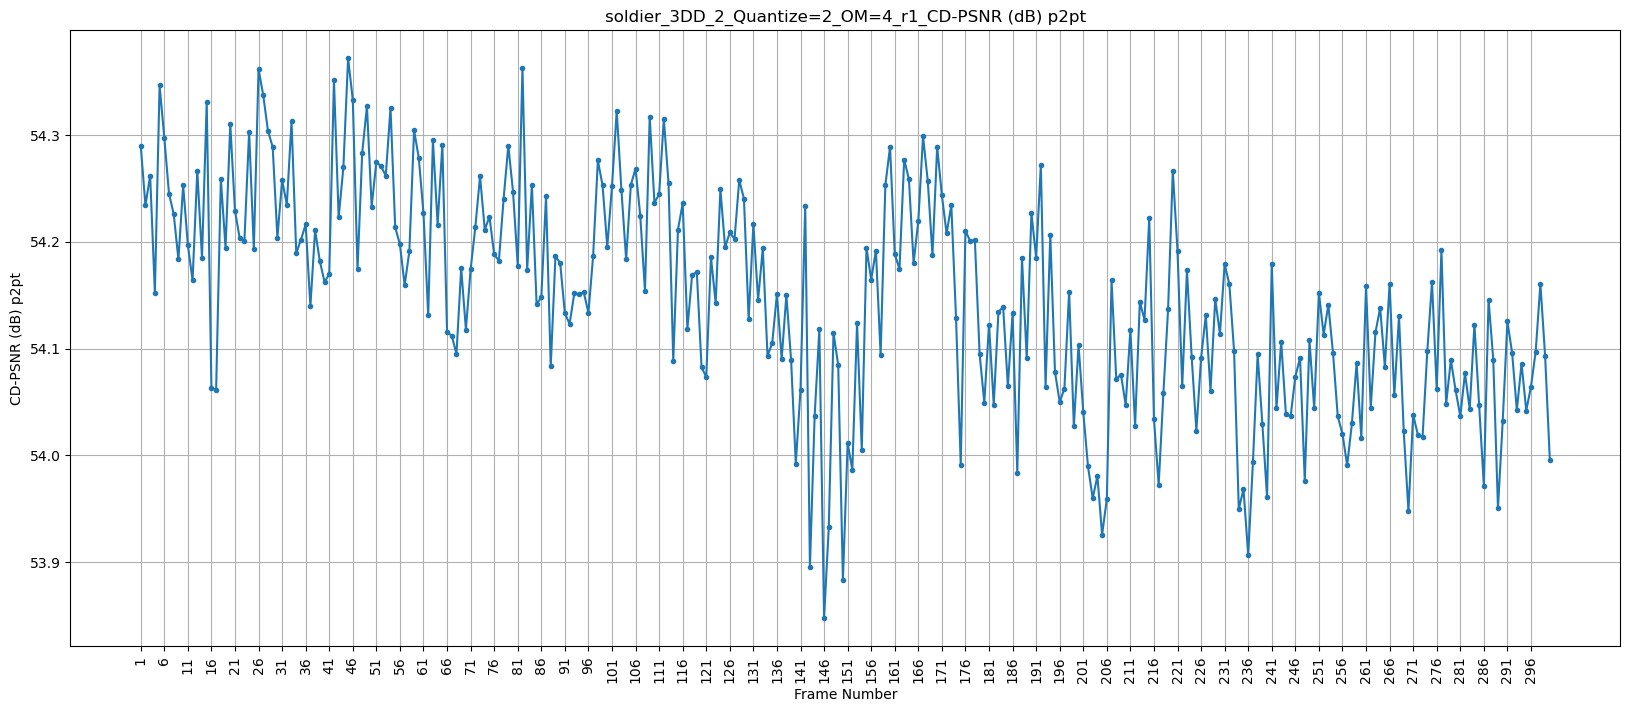 soldier_3DD_2_Quantize=2_OM=4_r1_CD-PSNR (dB) p2pt
CD-PSNR (dB) p2pt
54.3
54.2
54.1
54.0
53.9
1 6 11 16 21 26 31 36 41 46 51 56 61 66 71 76 81 86 91 96 101 106 111 116 121 126 131 136 141 146 151 156 161 166 171 176 181 186 191 196 201 206 211 216 221 226 231 236 241 246 251 256 261 266 271 276 281 286 291 296
Frame Number